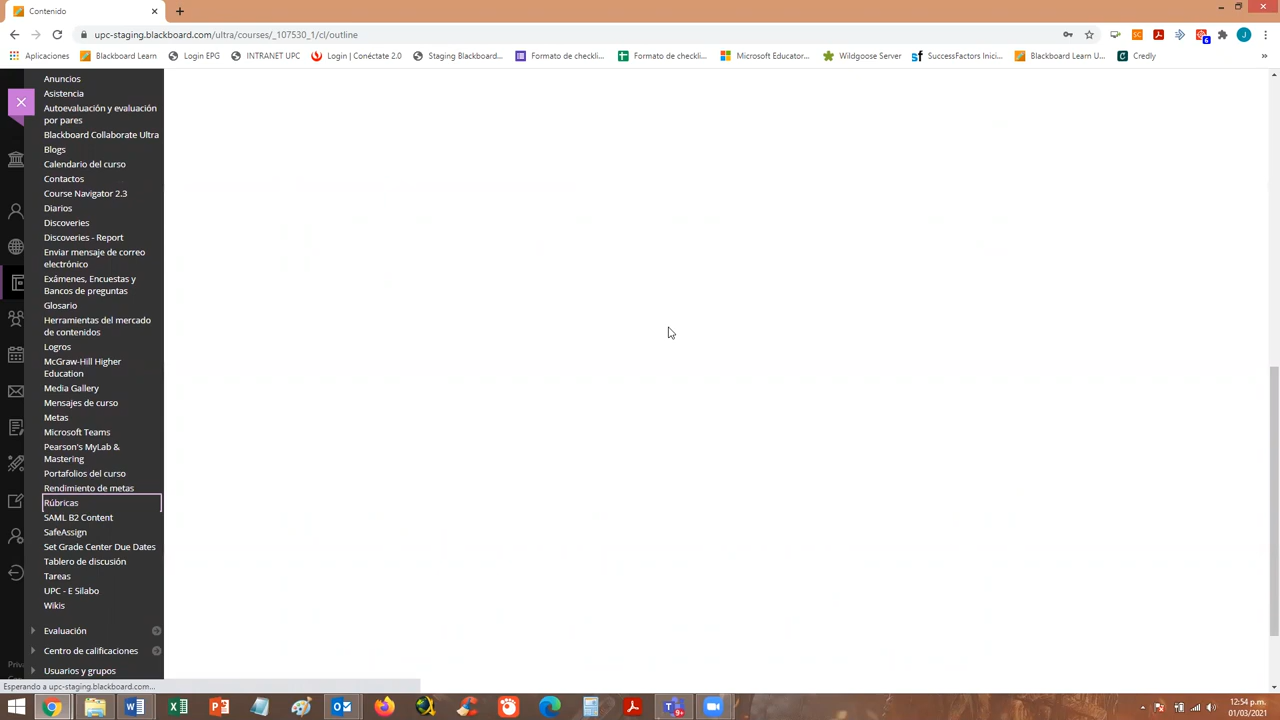 Contenido
upc-staging.blackboard.com/ultra/courses/_107530_1/cl/outline
J
Aplicaciones
Blackboard Learn
Login EPG
INTRANET UPC
Login | Conéctate 2.0
Staging Blackboard...
Formato de checkli...
Formato de checkli...
Microsoft Educator...
Wildgoose Server
SuccessFactors Inici...
Blackboard Learn U...
Credly
Anuncios
Asistencia
Autoevaluación y evaluación
por pares
Blackboard Collaborate Ultra
Blogs
Calendario del curso
Contactos
Course Navigator 2.3
Diarios
Discoveries
Discoveries - Report
Enviar mensaje de correo
electrónico
Exámenes, Encuestas y
Bancos de preguntas
Glosario
Herramientas del mercado
de contenidos
Logros
McGraw-Hill Higher
Education
Media Gallery
Mensajes de curso
Metas
Microsoft Teams
Pearson's MyLab &
Mastering
Portafolios del curso
Rendimiento de metas
Rúbricas
SAML B2 Content
SafeAssign
Set Grade Center Due Dates
Tablero de discusión
Tareas
UPC - E Silabo
Wikis
Evaluación
Centro de calificaciones
Usuarios y grupos
Esperando a upc-staging.blackboard.com...
12:54 p.m.
01/03/2021